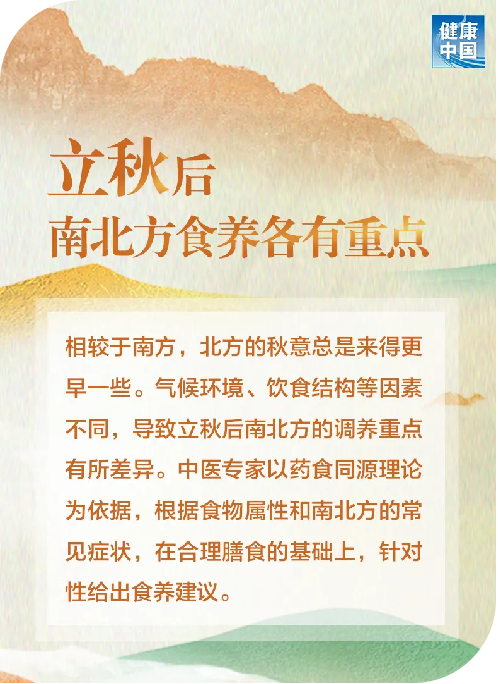 健康
中国
立秋后
南北方食养各有重点
相较于南方，北方的秋意总是来得更
早一些。气候环境、饮食结构等因素
不同，导致立秋后南北方的调养重点
有所差异。中医专家以药食同源理论
为依据，根据食物属性和南北方的常
见症状，在合理膳食的基础上，针对
性给出食养建议。